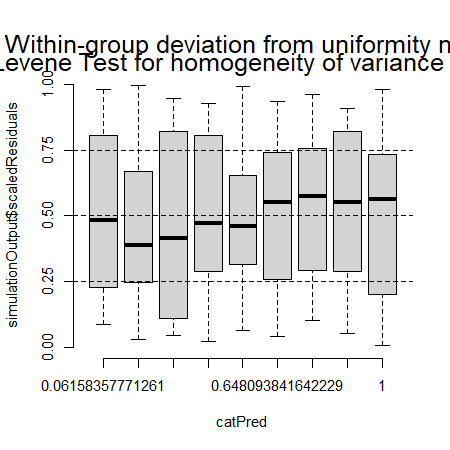 Within-group deviation from uniformity n
Levene Test for homogeneity of variance
simulationOutput$scaledResiduals
1.00
0.75
0.50
0.25
0.00
0.06158357771261
0.648093841642229
1
catPred